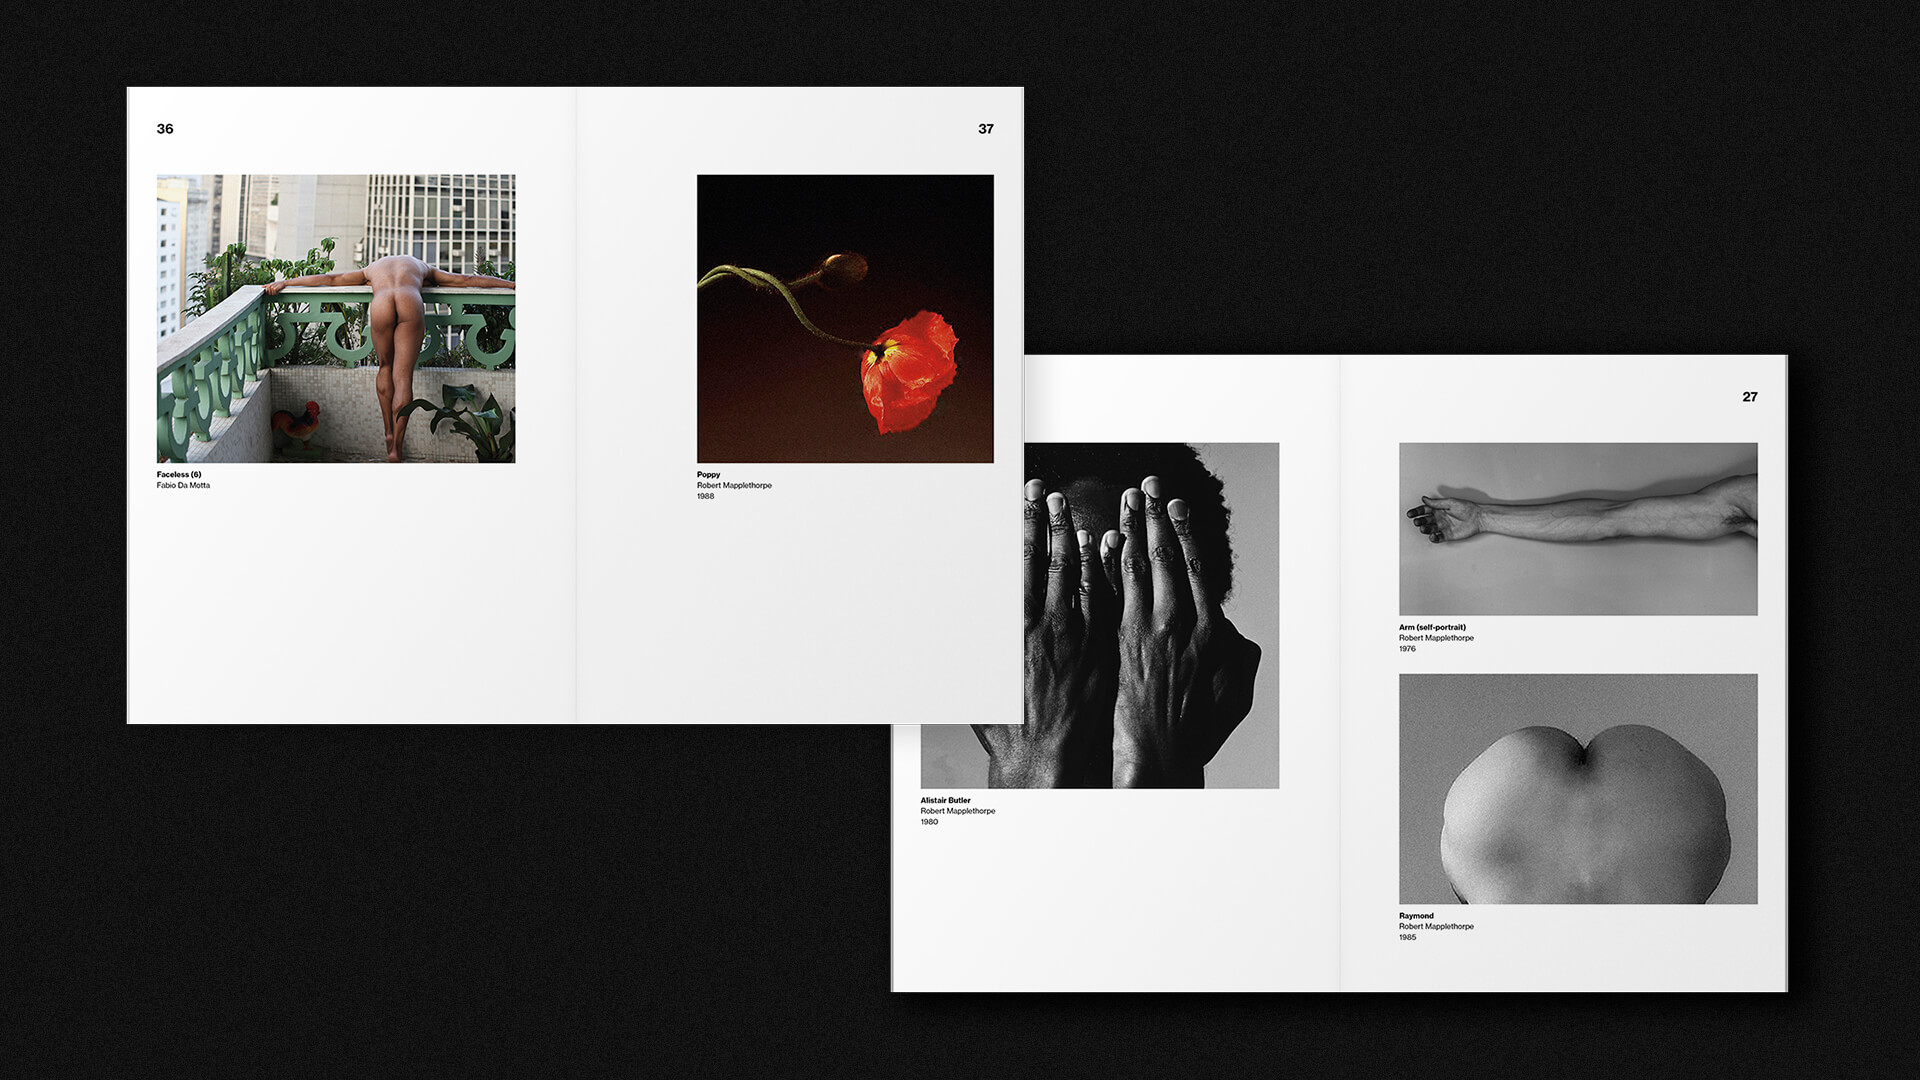 36
37
Faceless (6)
Fabio Da Motta
Poppy
Robert Mapplethorpe
1988
27
Alistair Butler
Robert Mapplethorpe
1980
Arm (self-portrait)
Robert Mapplethorpe
1976
Raymond
Robert Mapplethorpe
1985